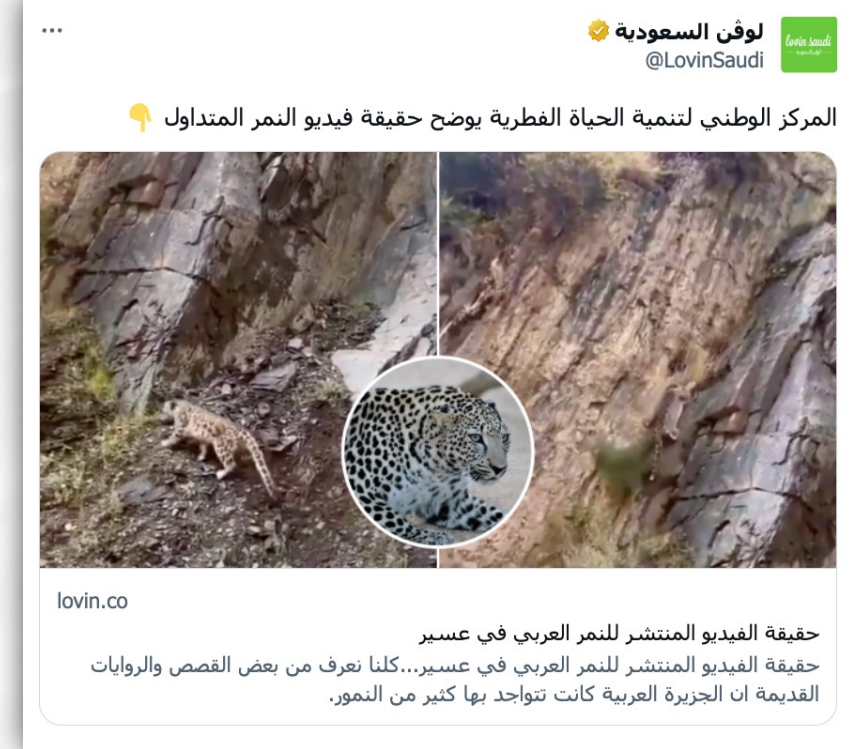 لوڤن السعودية
@LovinSaudi
lovin saudi
المركز الوطني لتنمية الحياة الفطرية يوضح حقيقة فيديو النمر المتداول
lovin.co
حقيقة الفيديو المنتشر للنمر العربي في عسير
حقيقة الفيديو المنتشر للنمر العربي في عسير...كلنا نعرف من بعض القصص والروايات
القديمة ان الجزيرة العربية كانت تتواجد بها كثير من النمور.